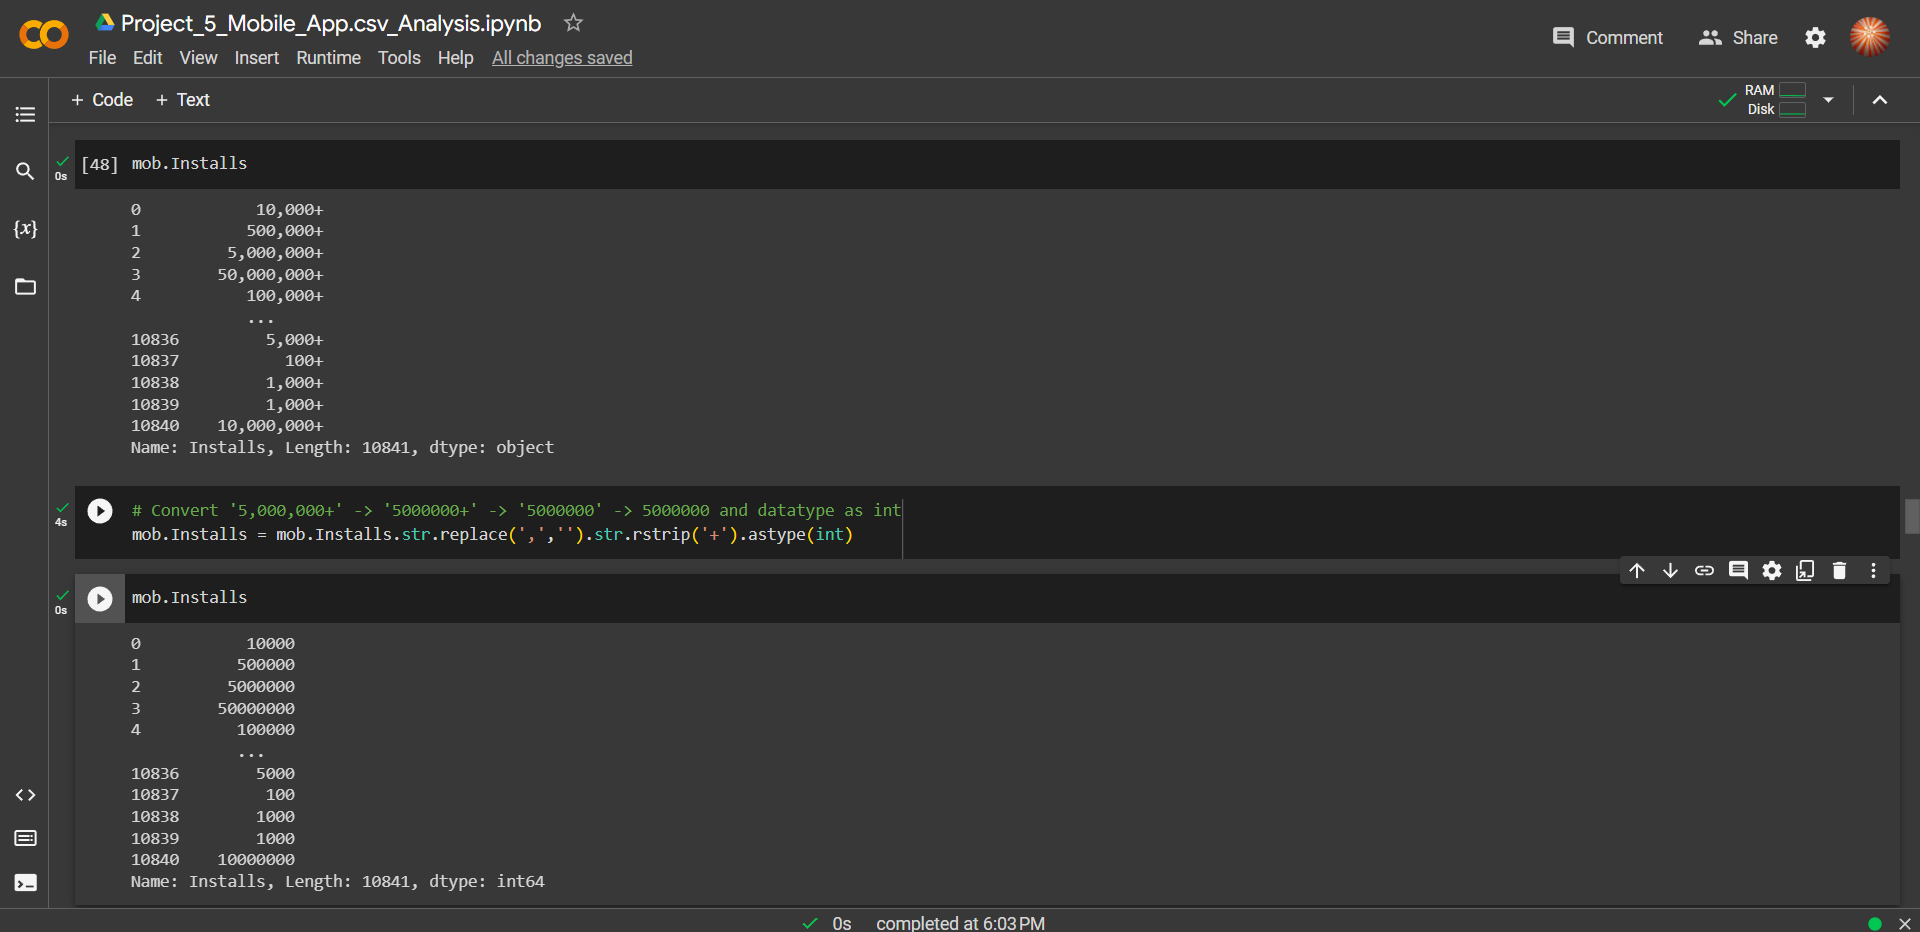 Project_5_Mobile_App.csv_Analysis.ipynb
File Edit View Insert Runtime Tools Help All changes saved
Comment Share
+ Code + Text
RAM
Disk
[48] mob.Installs
0s
0 10,000+
1 500,000+
2 5,000,000+
3 50,000,000+
4 100,000+
...
10836 5,000+
10837 100+
10838 1,000+
10839 1,000+
10840 10,000,000+
Name: Installs, Length: 10841, dtype: object
# Convert '5,000,000+' -> '5000000+' -> '5000000' -> 5000000 and datatype as int
4s
mob.Installs = mob.Installs.str.replace(',','').str.rstrip('+').astype(int)
mob.Installs
0s
0 10000
1 500000
2 5000000
3 50000000
4 100000
...
10836 5000
10837 100
10838 1000
10839 1000
10840 10000000
Name: Installs, Length: 10841, dtype: int64
0s completed at 6:03 PM